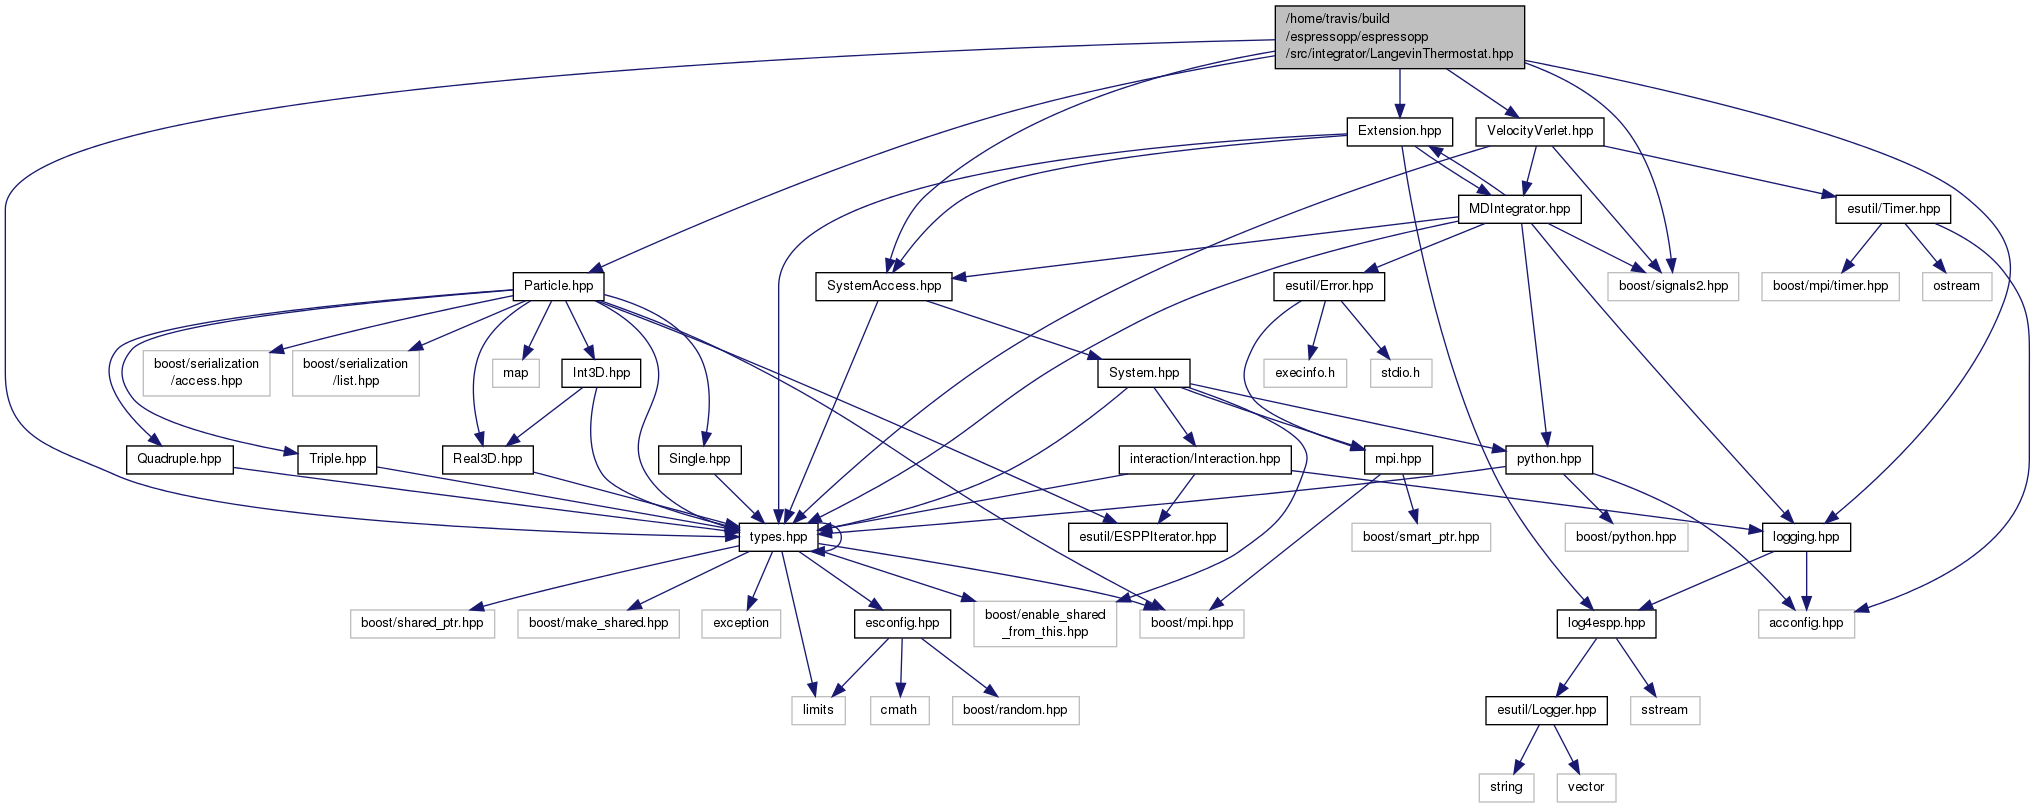 /home/travis/build
/espressopp/espressopp
/src/integrator/LangevinThermostat.hpp
Extension.hpp
VelocityVerlet.hpp
MDIntegrator.hpp
esutil/Timer.hpp
Particle.hpp
SystemAccess.hpp
esutil/Error.hpp
boost/signals2.hpp
boost/mpi/timer.hpp
ostream
boost/serialization
/access.hpp
boost/serialization
/list.hpp
map
Int3D.hpp
System.hpp
execinfo.h
stdio.h
Quadruple.hpp
Triple.hpp
Real3D.hpp
Single.hpp
interaction/Interaction.hpp
mpi.hpp
python.hpp
types.hpp
esutil/ESPPIterator.hpp
boost/smart_ptr.hpp
boost/python.hpp
logging.hpp
boost/shared_ptr.hpp
boost/make_shared.hpp
exception
esconfig.hpp
boost/enable_shared
_from_this.hpp
boost/mpi.hpp
log4espp.hpp
acconfig.hpp
limits
cmath
boost/random.hpp
esutil/Logger.hpp
sstream
string
vector